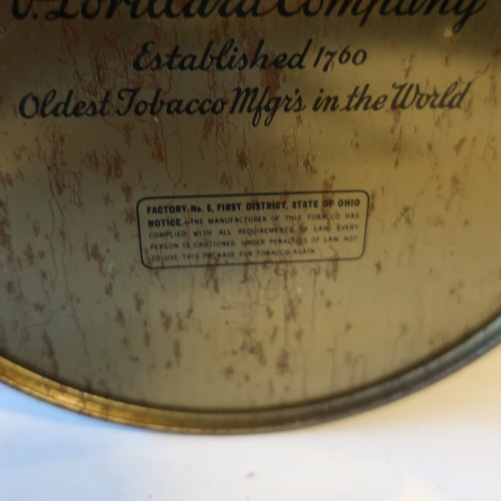 P. Lorillard Company
Established 1760
Oldest Tobacco Mfgr's in the World
FACTORY No. 6, FIRST DISTRICT, STATE OF OHIO
NOTICE.—THE MANUFACTURER OF THIS TOBACCO HAS
COMPLIED WITH ALL REQUIREMENTS OF LAW. EVERY
PERSON IS CAUTIONED, UNDER PENALTIES OF LAW, NOT
TO USE THIS PACKAGE FOR TOBACCO AGAIN.